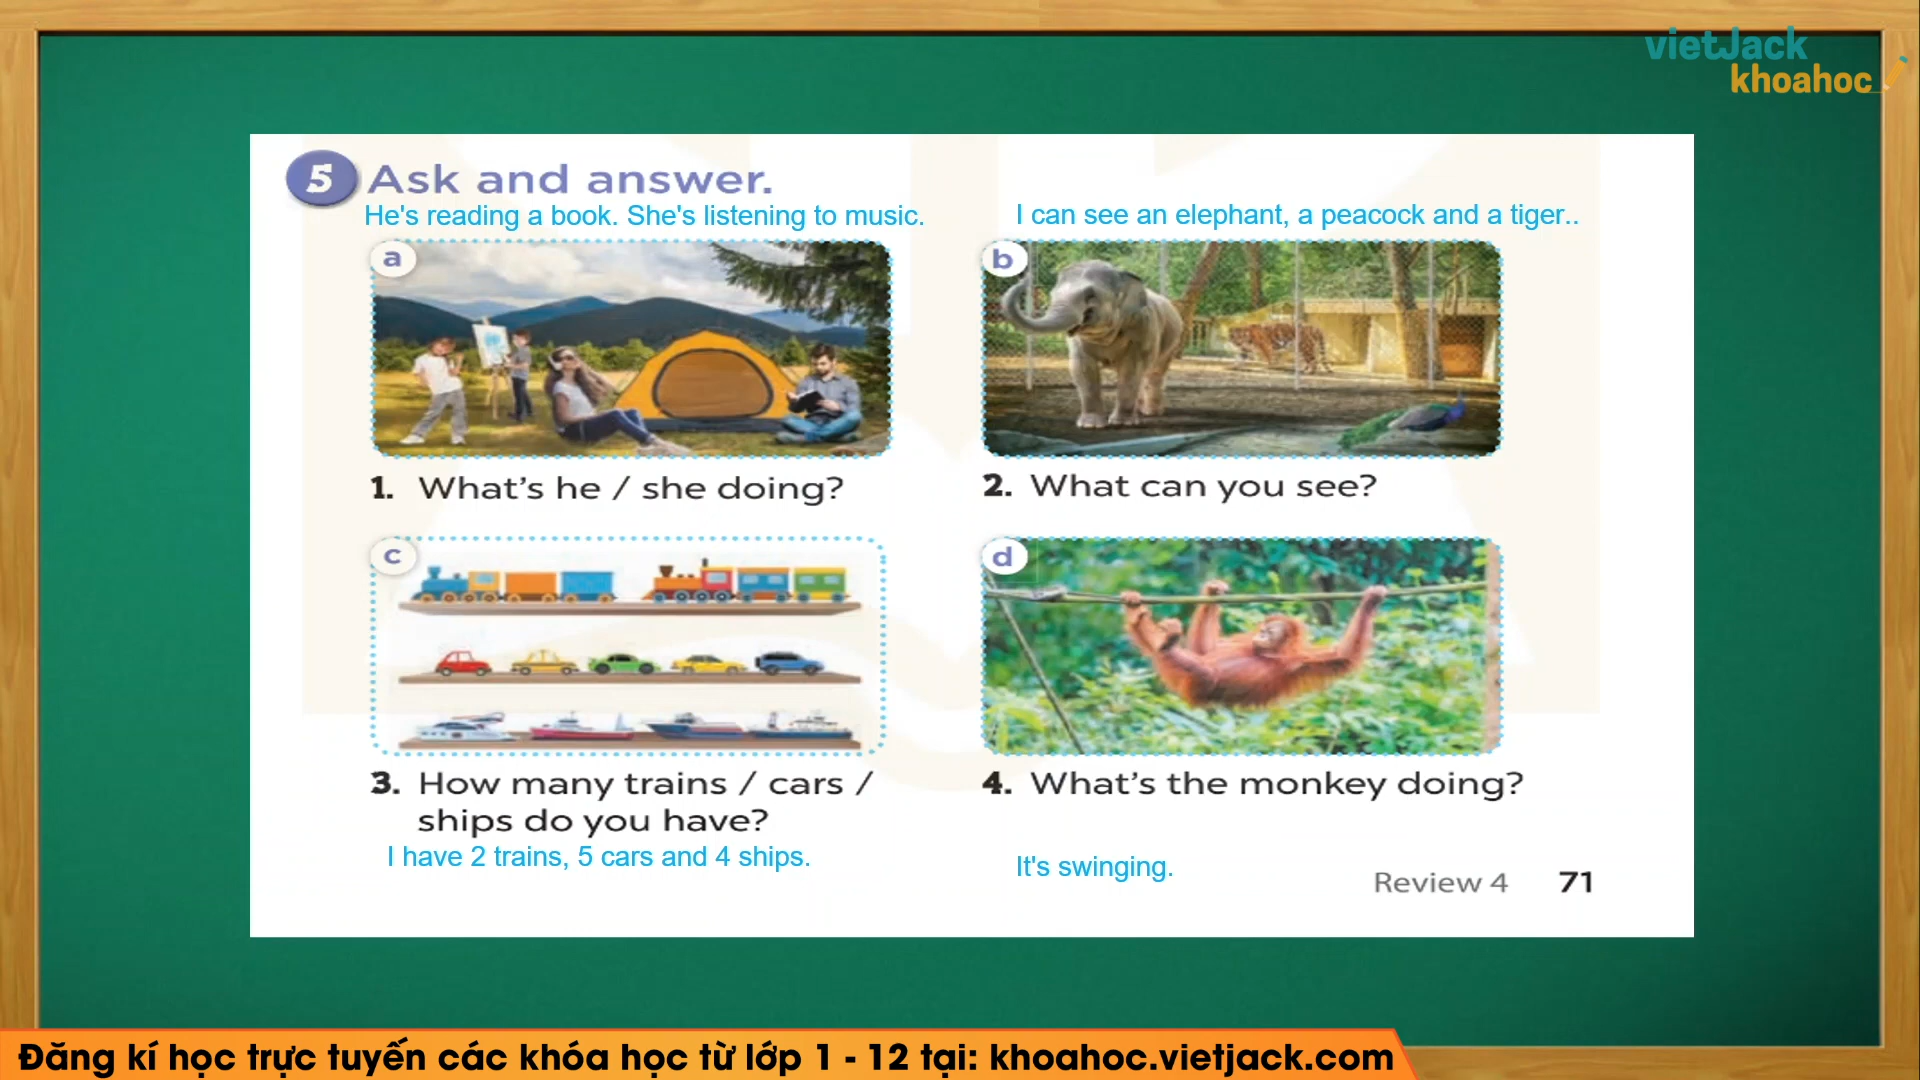 vietJack
khoahoc
5 Ask and answer.
He's reading a book. She's listening to music.
I can see an elephant, a peacock and a tiger..
a
b
1. What's he / she doing?
2. What can you see?
c
d
3. How many trains / cars /
ships do you have?
I have 2 trains, 5 cars and 4 ships.
4. What's the monkey doing?
It's swinging.
Review 4 71
Đăng kí học trực tuyến các khóa học từ lớp 1 - 12 tại: khoahoc.vietjack.com